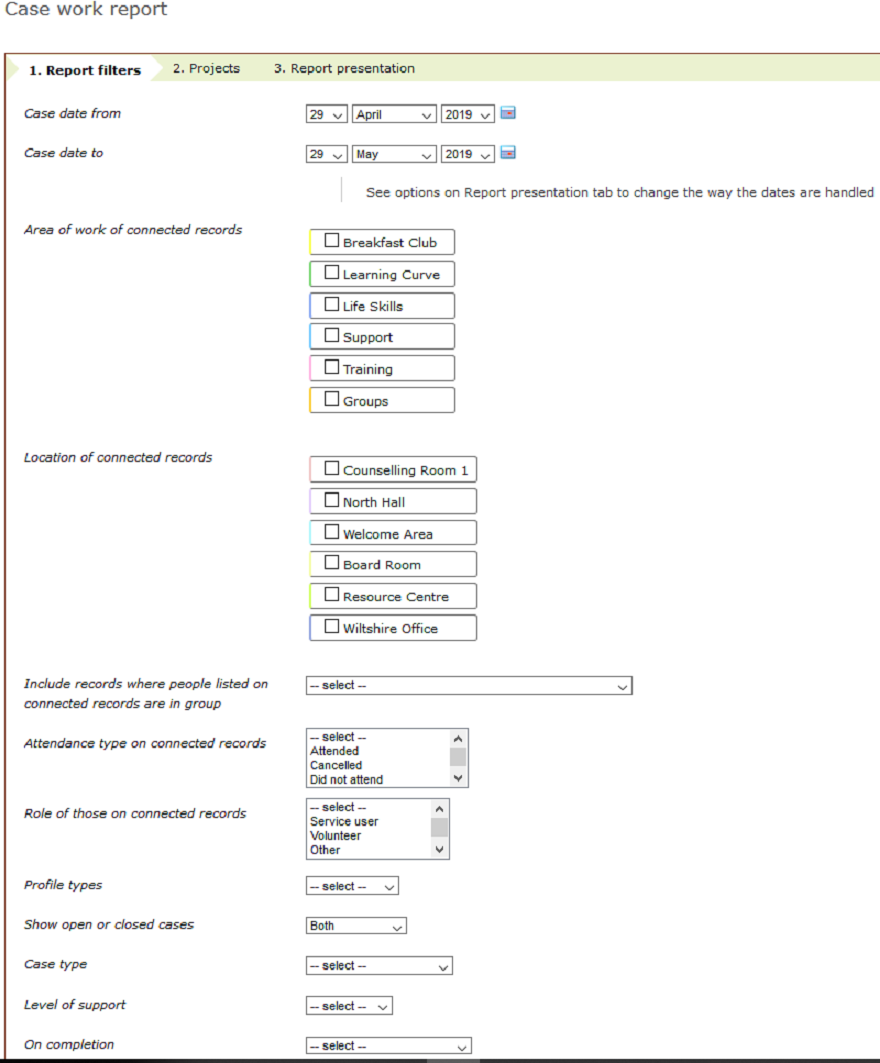 Case work report
1. Report filters 2. Projects 3. Report presentation
Case date from 29 April 2019
Case date to 29 May 2019
See options on Report presentation tab to change the way the dates are handled
Area of work of connected records
Breakfast Club
Learning Curve
Life Skills
Support
Training
Groups
Location of connected records
Counselling Room 1
North Hall
Welcome Area
Board Room
Resource Centre
Wiltshire Office
Include records where people listed on
connected records are in group
-- select --
Attendance type on connected records
-- select --
Attended
Cancelled
Did not attend
Role of those on connected records
-- select --
Service user
Volunteer
Other
Profile types -- select --
Show open or closed cases Both
Case type -- select --
Level of support -- select --
On completion -- select --